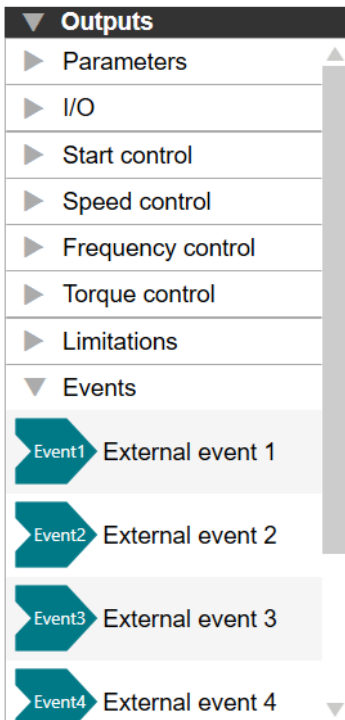 Outputs
Parameters
I/O
Start control
Speed control
Frequency control
Torque control
Limitations
Events
Event1 External event 1
Event2 External event 2
Event3 External event 3
Event4 External event 4